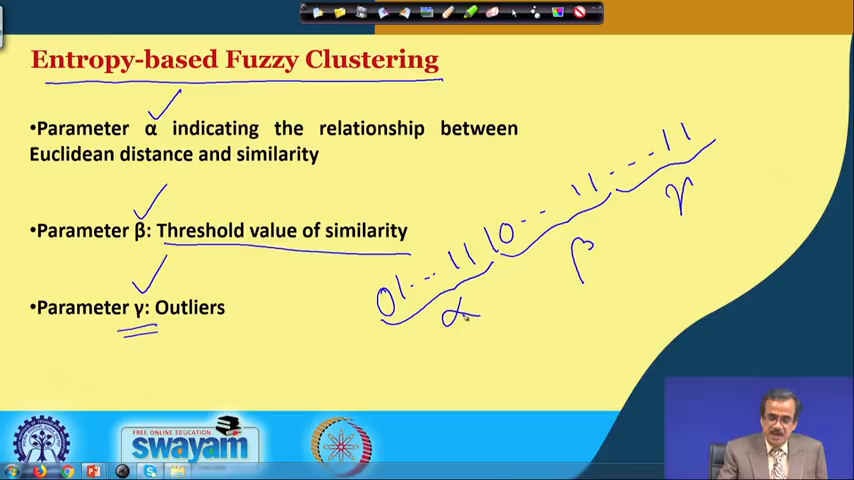 Entropy-based Fuzzy Clustering
•Parameter α indicating the relationship between
Euclidean distance and similarity
•Parameter β: Threshold value of similarity
•Parameter γ: Outliers
01...11 10... 11...11
α β γ
FREE ONLINE EDUCATION
swayam